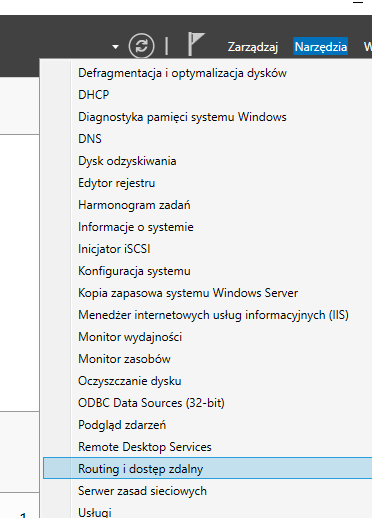 Zarządzaj Narzędzia W
Defragmentacja i optymalizacja dysków
DHCP
Diagnostyka pamięci systemu Windows
DNS
Dysk odzyskiwania
Edytor rejestru
Harmonogram zadań
Informacje o systemie
Inicjator iSCSI
Konfiguracja systemu
Kopia zapasowa systemu Windows Server
Menedżer internetowych usług informacyjnych (IIS)
Monitor wydajności
Monitor zasobów
Oczyszczanie dysku
ODBC Data Sources (32-bit)
Podgląd zdarzeń
Remote Desktop Services
Routing i dostęp zdalny
Serwer zasad sieciowych
Usługi
1